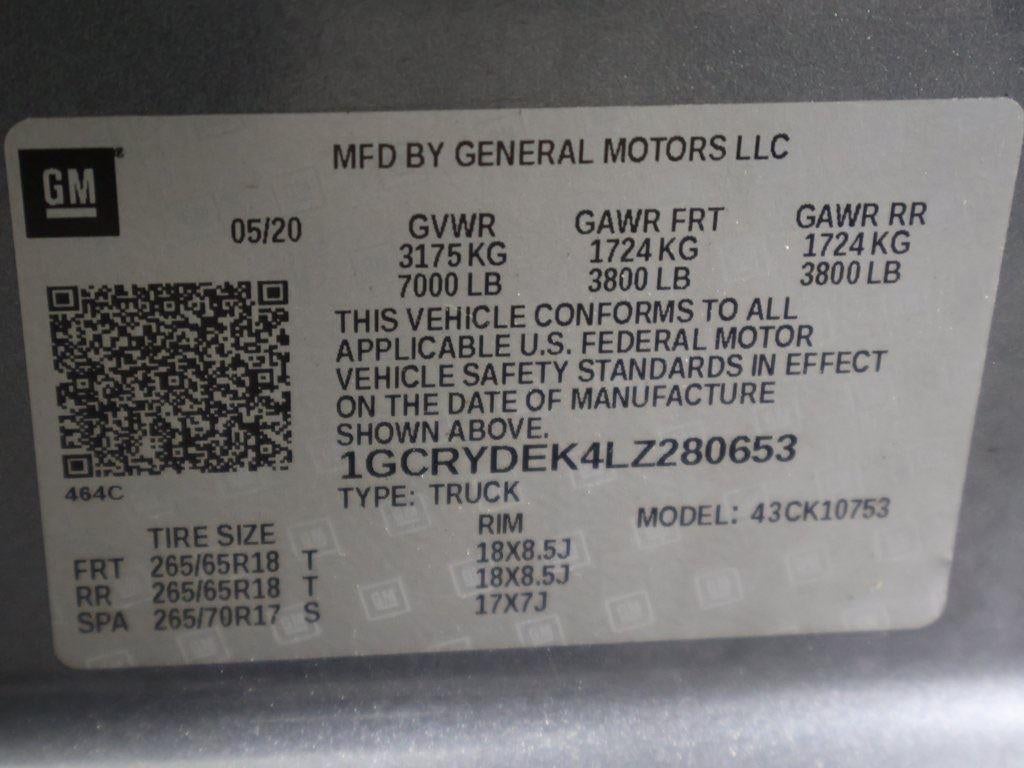 GM
MFD BY GENERAL MOTORS LLC
05/20 GVWR GAWR FRT GAWR RR
3175 KG 1724 KG 1724 KG
7000 LB 3800 LB 3800 LB
THIS VEHICLE CONFORMS TO ALL
APPLICABLE U.S. FEDERAL MOTOR
VEHICLE SAFETY STANDARDS IN EFFECT
ON THE DATE OF MANUFACTURE
SHOWN ABOVE.
1GCRYDEK4LZ280653
464C
TYPE: TRUCK
MODEL: 43CK10753
TIRE SIZE RIM
FRT 265/65R18 T 18X8.5J
RR 265/65R18 T 18X8.5J
SPA 265/70R17 S 17X7J